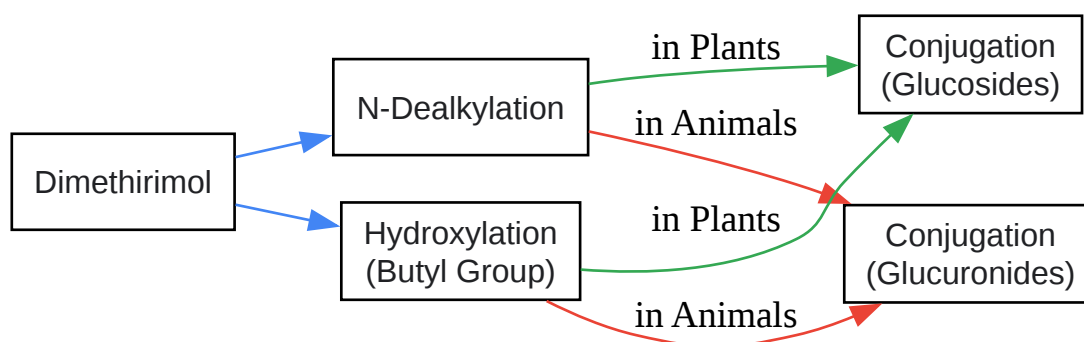 Dimethirimol
N-Dealkylation
Hydroxylation
(Butyl Group)
in Plants
in Animals
in Plants
in Animals
Conjugation
(Glucosides)
Conjugation
(Glucuronides)